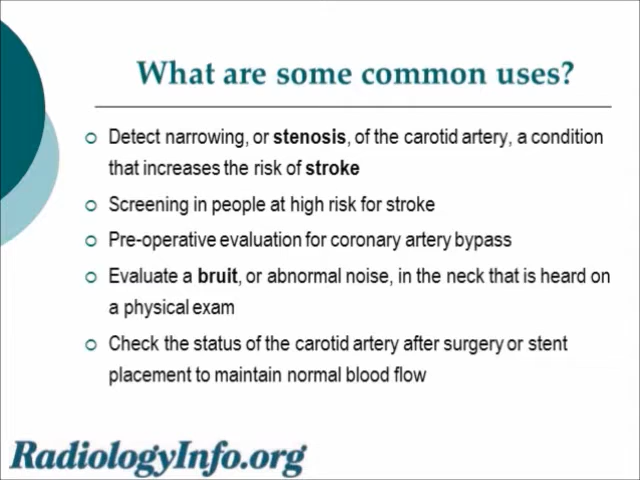 What are some common uses?
Detect narrowing, or stenosis, of the carotid artery, a condition
that increases the risk of stroke
Screening in people at high risk for stroke
Pre-operative evaluation for coronary artery bypass
Evaluate a bruit, or abnormal noise, in the neck that is heard on
a physical exam
Check the status of the carotid artery after surgery or stent
placement to maintain normal blood flow
RadiologyInfo.org